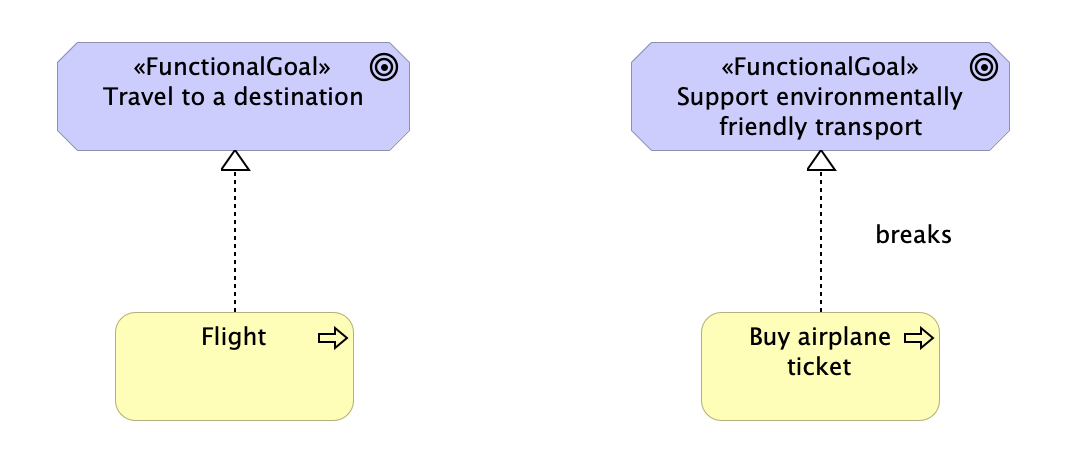 «FunctionalGoal»
Travel to a destination
«FunctionalGoal»
Support environmentally
friendly transport
breaks
Flight
Buy airplane
ticket